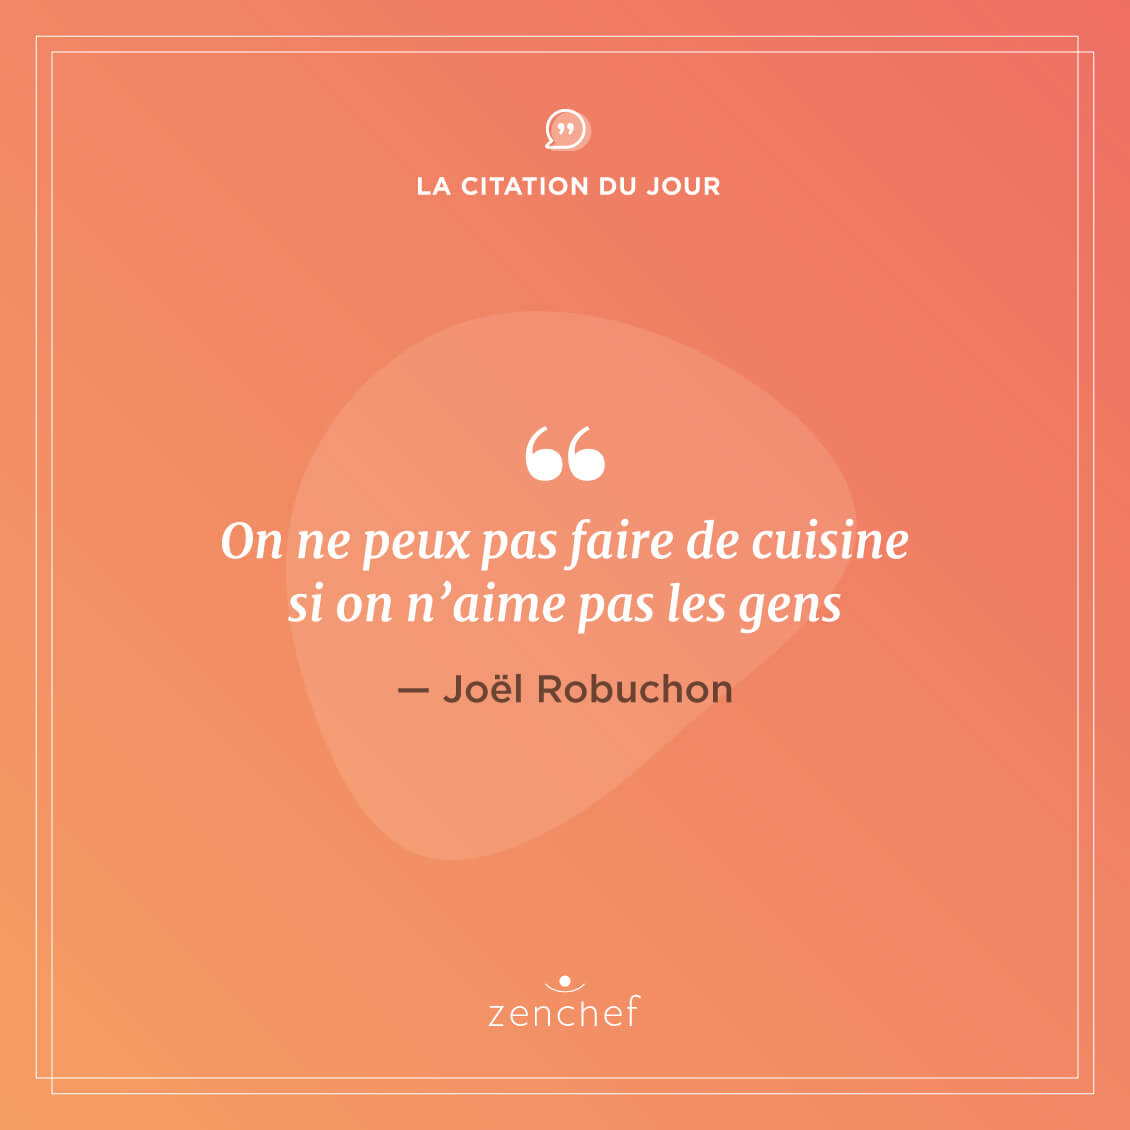 LA CITATION DU JOUR
“
On ne peux pas faire de cuisine
si on n’aime pas les gens
— Joël Robuchon
zenchef